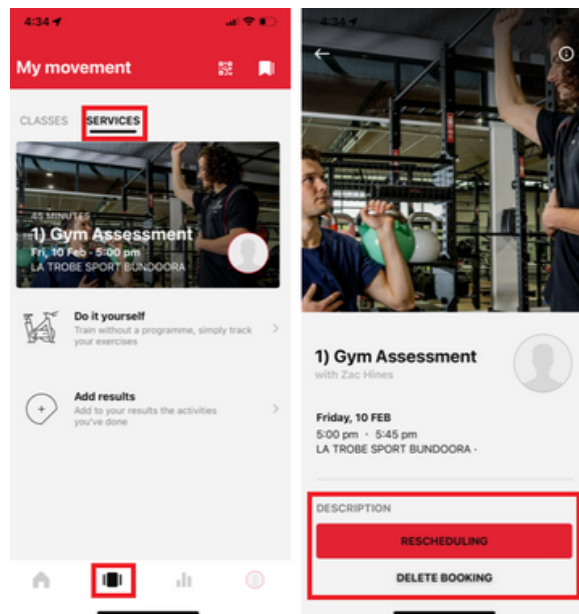 4:34
My movement
CLASSES SERVICES
45 MINUTES
1) Gym Assessment
Fri, 10 Feb - 5:00 pm
LA TROBE SPORT BUNDOORA
Do it yourself
Train without a programme, simply track
your exercises
Add results
Add to your results the activities
you've done
4:34
1) Gym Assessment
with Zac Hines
Friday, 10 FEB
5:00 pm · 5:45 pm
LA TROBE SPORT BUNDOORA -
DESCRIPTION
RESCHEDULING
DELETE BOOKING